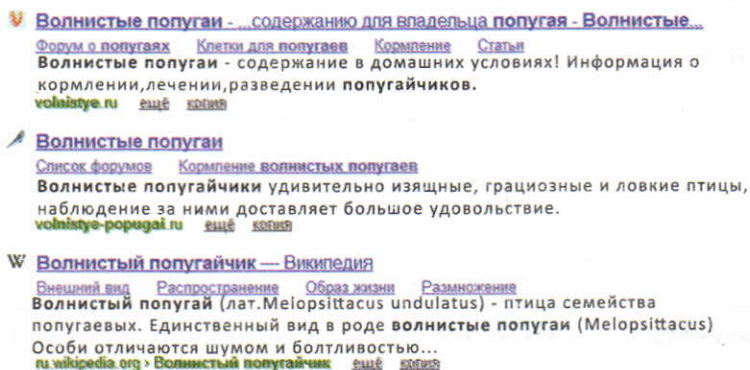 Волнистые попугаи - ...содержанию для владельца попугая - Волнистые...
Форум о попугаях Клетки для попугаев Кормление Статьи
Волнистые попугаи - содержание в домашних условиях! Информация о
кормлении,лечении,разведении попугайчиков.
volnistye.ru ещё копия
Волнистые попугаи
Список форумов Кормление волнистых попугаев
Волнистые попугайчики удивительно изящные, грациозные и ловкие птицы,
наблюдение за ними доставляет большое удовольствие.
volnistye-popugai.ru ещё копия
W Волнистый попугайчик — Википедия
Внешний вид Распространение Образ жизни Размножение
Волнистый попугай (лат.Melopsittacus undulatus) - птица семейства
попугаевых. Единственный вид в роде волнистые попугаи (Melopsittacus)
Особи отличаются шумом и болтливостью...
ru.wikipedia.org › Волнистый попугайчик ещё копия